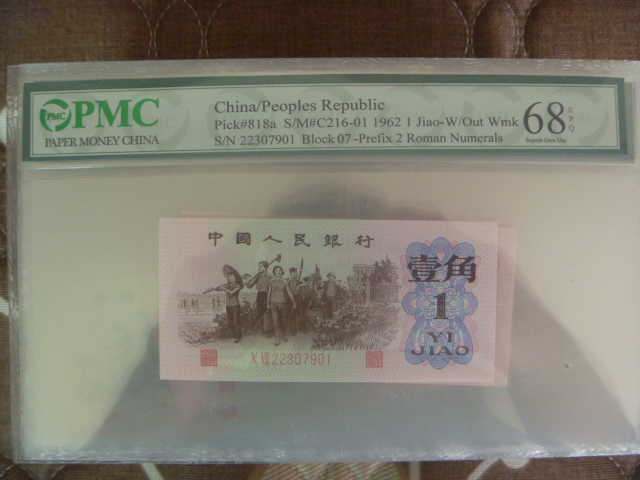 PMC
PAPER MONEY CHINA
China/Peoples Republic
Pick#818a S/M#C216-01 1962 1 Jiao-W/Out Wmk
S/N 22307901 Block 07 -Prefix 2 Roman Numerals
68 EPQ
Superb Gem Unc
中國人民銀行
壹角
1
YI
JIAO
22307901